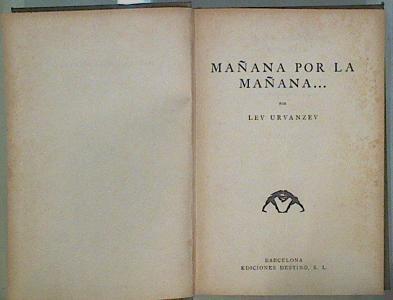 MAÑANA POR LA
MAÑANA...
POR
LEV URVANZEV
BARCELONA
EDICIONES DESTINO, S. L.